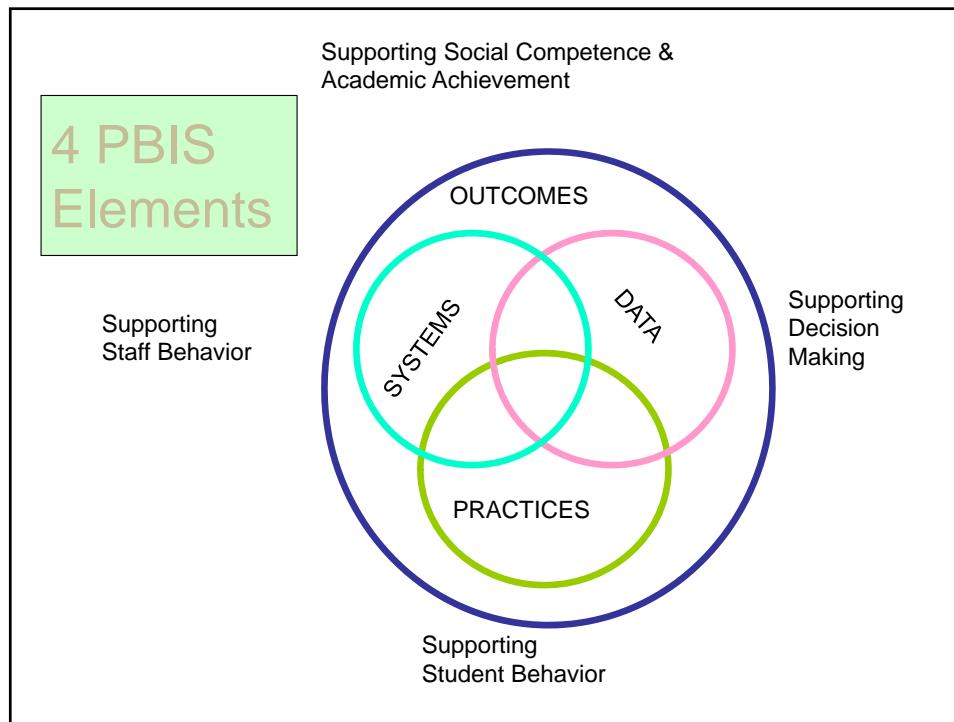 Supporting Social Competence &
Academic Achievement
4 PBIS
Elements
OUTCOMES
SYSTEMS
DATA
Supporting
Staff Behavior
Supporting
Decision
Making
PRACTICES
Supporting
Student Behavior